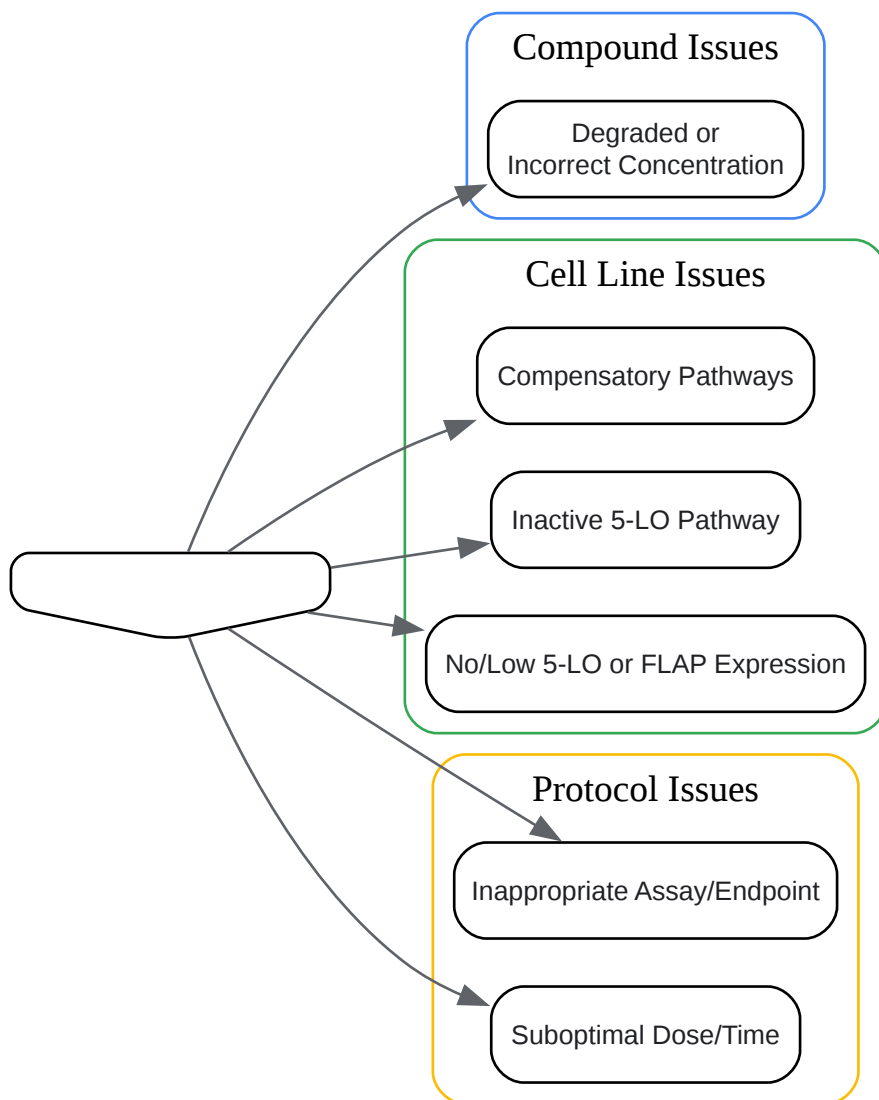 Compound Issues
Degraded or
Incorrect Concentration
Cell Line Issues
Compensatory Pathways
Inactive 5-LO Pathway
No/Low 5-LO or FLAP Expression
Protocol Issues
Inappropriate Assay/Endpoint
Suboptimal Dose/Time